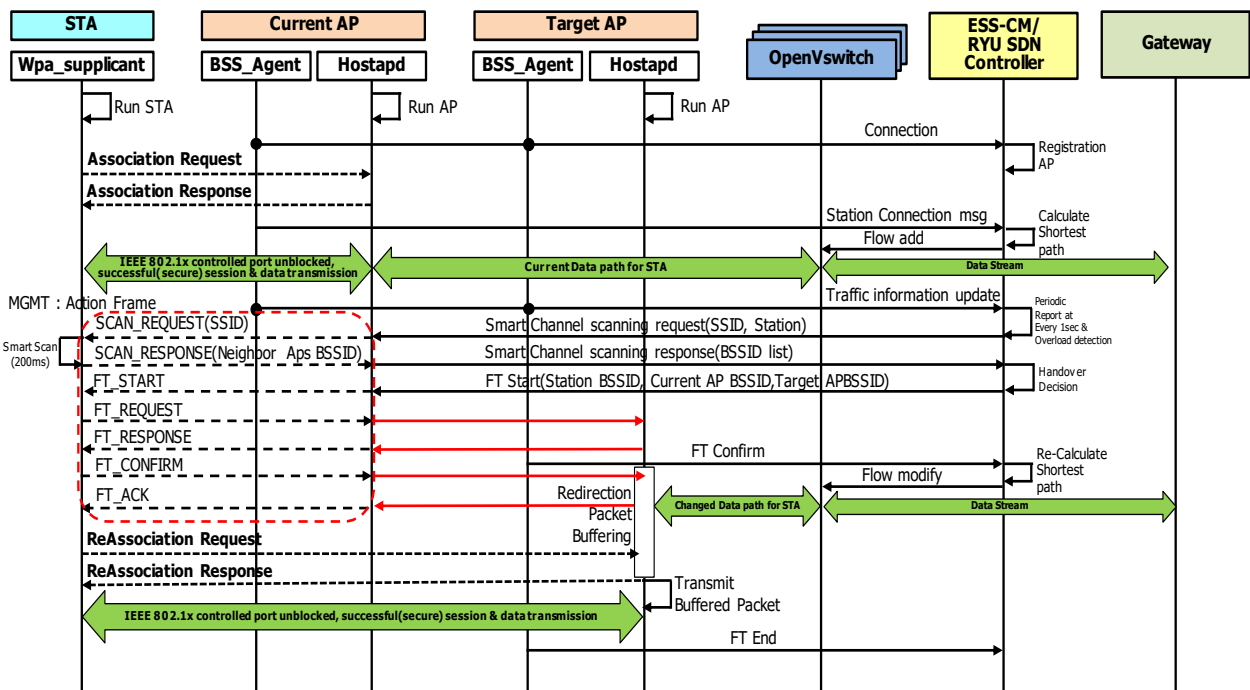 STA
Current AP
Target AP
OpenVswitch
ESS-CM/
RYU SDN
Controller
Gateway
Wpa_supplicant
BSS_Agent
Hostapd
BSS_Agent
Hostapd
Run STA
Run AP
Run AP
Connection
Registration
AP
Association Request
Association Response
Station Connection msg
Calculate
Shortest
path
Flow add
IEEE 802.1x controlled port unblocked,
successful(secure) session & data transmission
Current Data path for STA
Data Stream
MGMT : Action Frame
Traffic information update
Periodic
Report at
Every 1sec &
Overload detection
SCAN_REQUEST(SSID)
Smart Channel scanning request(SSID, Station)
Smart Scan
(200ms)
SCAN_RESPONSE(Neighbor Aps BSSID)
Smart Channel scanning response(BSSID list)
Handover
Decision
FT_START
FT Start(Station BSSID, Current AP BSSID,Target APBSSID)
FT_REQUEST
FT_RESPONSE
FT Confirm
Re-Calculate
Shortest
path
FT_CONFIRM
Flow modify
FT_ACK
Redirection
Packet
Buffering
Changed Data path for STA
Data Stream
ReAssociation Request
ReAssociation Response
Transmit
Buffered Packet
IEEE 802.1x controlled port unblocked, successful(secure) session & data transmission
FT End